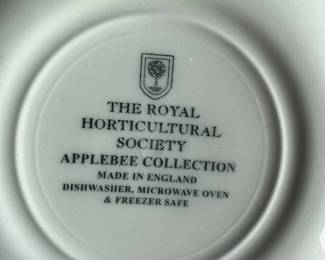 THE ROYAL
HORTICULTURAL
SOCIETY
APPLEBEE COLLECTION
MADE IN ENGLAND
DISHWASHER, MICROWAVE OVEN
& FREEZER SAFE